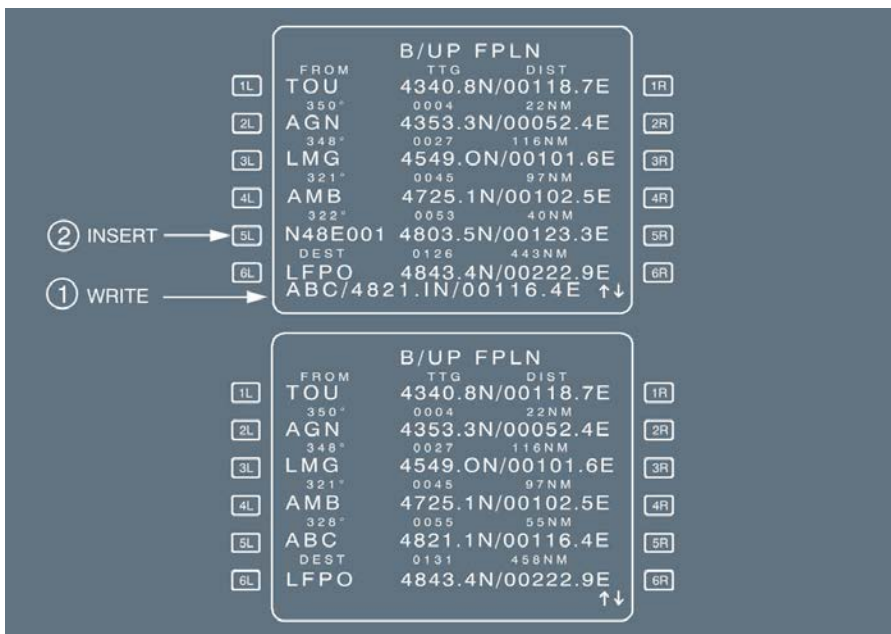 B/UP FPLN
FROM TTG DIST
1L TOU 4340.8N/00118.7E 1R
350° 0004 22NM
2L AGN 4353.3N/00052.4E 2R
348° 0027 116NM
3L LMG 4549.ON/00101.6E 3R
321° 0045 97NM
4L AMB 4725.1N/00102.5E 4R
322° 0053 40NM
2 INSERT 5L N48E001 4803.5N/00123.3E 5R
DEST 0126 443NM
6L LFPO 4843.4N/00222.9E 6R
1 WRITE ABC/4821.IN/00116.4E ↑↓
B/UP FPLN
FROM TTG DIST
1L TOU 4340.8N/00118.7E 1R
350° 0004 22NM
2L AGN 4353.3N/00052.4E 2R
348° 0027 116NM
3L LMG 4549.ON/00101.6E 3R
321° 0045 97NM
4L AMB 4725.1N/00102.5E 4R
328° 0055 55NM
5L ABC 4821.1N/00116.4E 5R
DEST 0131 458NM
6L LFPO 4843.4N/00222.9E 6R
↑↓